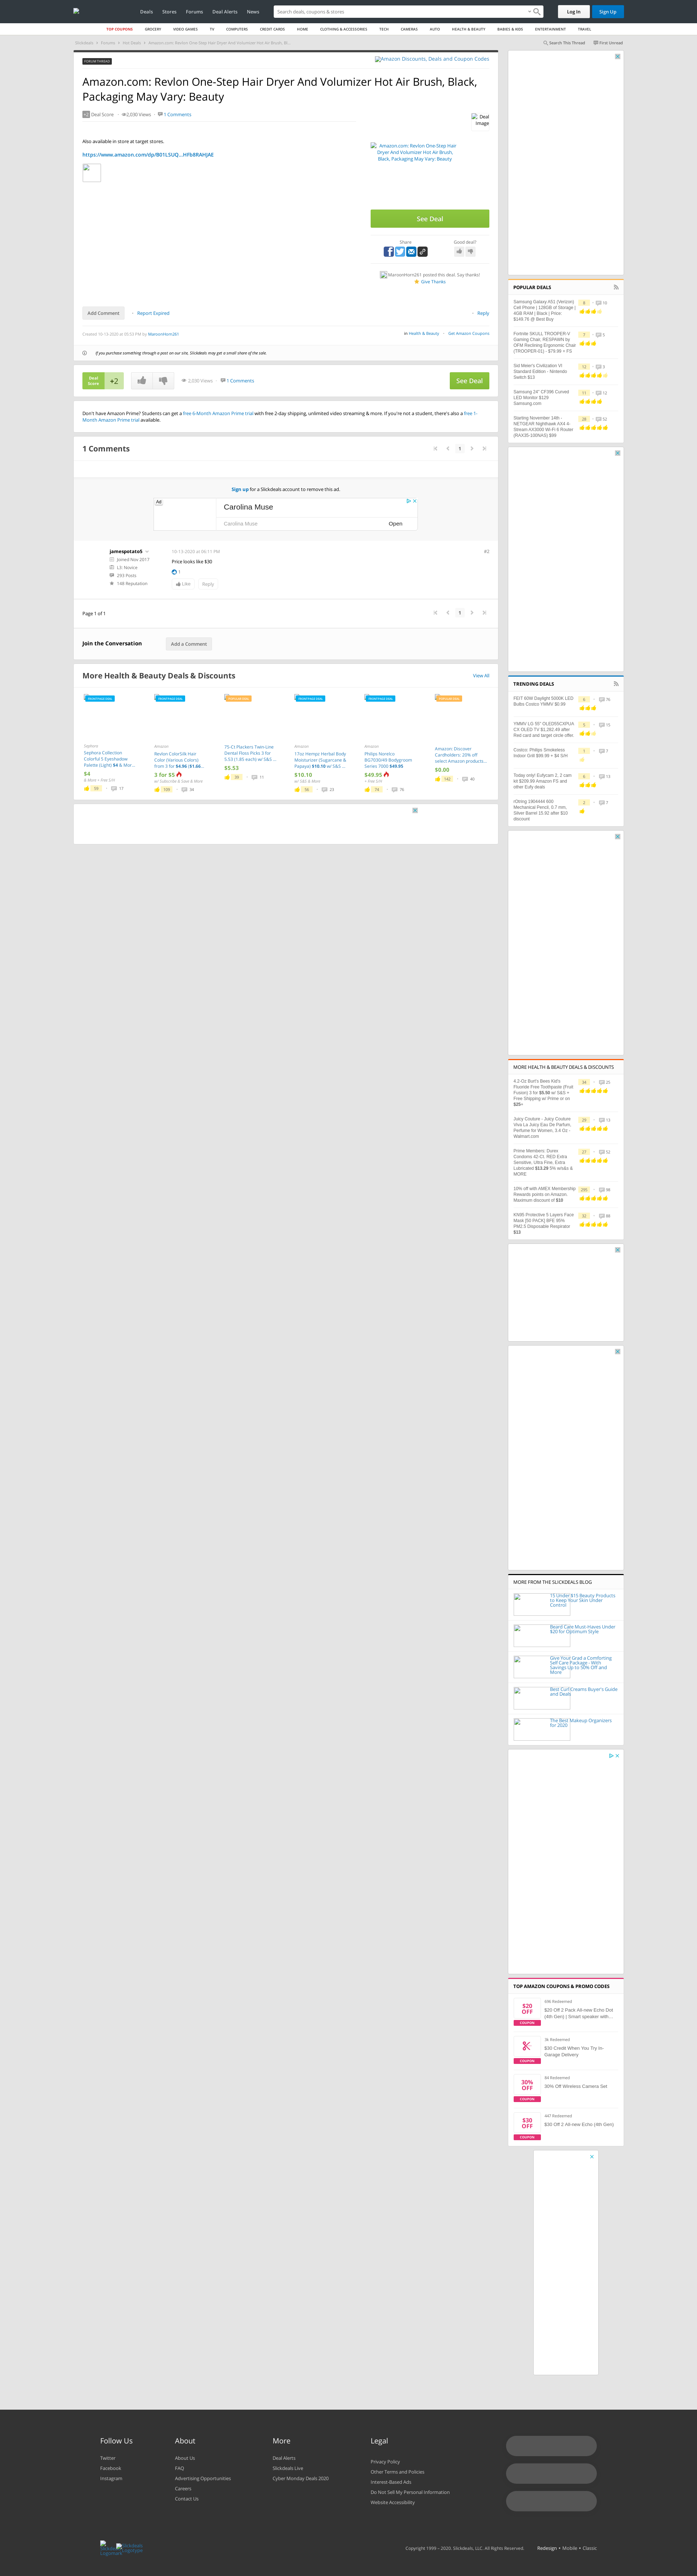 Deals Stores Forums Deal Alerts News
Search deals, coupons & stores
Log In
Sign Up
TOP COUPONS GROCERY VIDEO GAMES TV COMPUTERS CREDIT CARDS HOME CLOTHING & ACCESSORIES TECH CAMERAS AUTO HEALTH & BEAUTY BABIES & KIDS ENTERTAINMENT TRAVEL
Slickdeals > Forums > Hot Deals > Amazon.com: Revlon One-Step Hair Dryer And Volumizer Hot Air Brush, Bl...
Search This Thread First Unread
FORUM THREAD
Amazon Discounts, Deals and Coupon Codes
Amazon.com: Revlon One-Step Hair Dryer And Volumizer Hot Air Brush, Black, Packaging May Vary: Beauty
+2 Deal Score 2,030 Views 1 Comments
Deal Image
Also available in store at target stores.
https://www.amazon.com/dp/B01LSUQ...HFb8RAHJAE
Amazon.com: Revlon One-Step Hair Dryer And Volumizer Hot Air Brush, Black, Packaging May Vary: Beauty
See Deal
Share
Good deal?
MaroonHorn261 posted this deal. Say thanks!
Give Thanks
Add Comment
Report Expired
Reply
Created 10-13-2020 at 05:33 PM by MaroonHorn261
in Health & Beauty Get Amazon Coupons
If you purchase something through a post on our site, Slickdeals may get a small share of the sale.
Deal Score +2
2,030 Views 1 Comments
See Deal
Don't have Amazon Prime? Students can get a free 6-Month Amazon Prime trial with free 2-day shipping, unlimited video streaming & more. If you're not a student, there's also a free 1-Month Amazon Prime trial available.
1 Comments
1
Sign up for a Slickdeals account to remove this ad.
Ad
Carolina Muse
Carolina Muse
Open
jamespotato5
Joined Nov 2017
L3: Novice
293 Posts
148 Reputation
10-13-2020 at 06:11 PM
#2
Price looks like $30
1
Like
Reply
Page 1 of 1
1
Join the Conversation
Add a Comment
More Health & Beauty Deals & Discounts
View All
Sephora
Sephora Collection Colorful 5 Eyeshadow Palette (Light) $4 & Mor...
$4
& More + Free S/H
17
Amazon
Revlon ColorSilk Hair Color (Various Colors) from 3 for $4.96 ($1.66...
3 for $5
w/ Subscribe & Save & More
34
75-Ct Plackers Twin-Line Dental Floss Picks 3 for 5.53 (1.85 each) w/ S&S ...
$5.53
11
Amazon
17oz Hempz Herbal Body Moisturizer (Sugarcane & Papaya) $10.10 w/ S&S ...
$10.10
w/ S&S & More
23
Amazon
Philips Norelco BG7030/49 Bodygroom Series 7000 $49.95
$49.95
+ Free S/H
76
Amazon Discover Cardholders: 20% off select Amazon products...
$0.00
142
40
POPULAR DEALS
Samsung Galaxy A51 (Verizon) Cell Phone | 128GB of Storage | 4GB RAM | Black | Price $149.76 @ Best Buy
Fortnite SKULL TROOPER-V Gaming Chair, RESPAWN by OFM Reclining Ergonomic Chair (TROOPER-01) - $79.99 + FS
Sid Meier's Civilization VI Standard Edition - Nintendo Switch $11
Samsung 24" CF396 Curved LED Monitor $129 Samsung.com
Starting November 14th - NETGEAR Nighthawk AX4 4-Stream AX3000 Wi-Fi 6 Router (RAX35-100NAS) $99
TRENDING DEALS
FEIT 60W Daylight 5000K LED Bulbs Costco YMMV $0.99
YMMV LG 55" OLED55CXPUA CX OLED TV $1,282.49 after Red card and target circle offer.
Costco: Philips Smokeless Indoor Grill $99.99 + $4 S/H
Today only! Eufycam 2, 2 cam kit $209.99 Amazon FS and other Eufy deals
rOtring 1904444 600 Mechanical Pencil, 0.7 mm, Silver Barrel 15.92 after $10 discount
MORE HEALTH & BEAUTY DEALS & DISCOUNTS
4.2-Oz Burt's Bees Kid's Fluoride Free Toothpaste (Fruit Fusion) 3 for $5.50 w/ S&S + Free Shipping w/ Prime or on $25+
Juicy Couture - Juicy Couture Viva La Juicy Eau De Parfum, Perfume for Women, 3.4 Oz - Walmart.com
Prime Members: Durex Condoms 42-Ct. RED Extra Sensitive, Ultra Fine, Extra Lubricated $13.29 5% w/s&s & MORE
10% off with AMEX Membership Rewards points on Amazon. Maximum discount of $10
KN95 Protective 5 Layers Face Mask [50 PACK] BFE 95% PM2.5 Disposable Respirator $13
MORE FROM THE SLICKDEALS BLOG
15 Under $15 Beauty Products to Keep Your Skin Under Control
Beard Care Must-Haves Under $20 for Optimum Style
Give Your Grad a Comforting Self Care Package - With Savings Up to 30% Off and More
Best Curl Creams Buyer's Guide and Deals
The Best Makeup Organizers for 2020
TOP AMAZON COUPONS & PROMO CODES
$20 OFF
COUPON
$20 Off 2 Pack All-new Echo Dot (4th Gen) | Smart speaker with...
COUPON
$30 Credit When You Try In-Garage Delivery
30% OFF
COUPON
30% Off Wireless Camera Set
$30 OFF
COUPON
447 Redeemed
$30 Off 2 All-new Echo (4th Gen)
Follow Us
Twitter
Facebook
Instagram
About
About Us
FAQ
Advertising Opportunities
Careers
Contact Us
More
Deal Alerts
Slickdeals Live
Cyber Monday Deals 2020
Legal
Privacy Policy
Other Terms and Policies
Interest-Based Ads
Do Not Sell My Personal Information
Website Accessibility
Copyright 1999 - 2020. Slickdeals, LLC. All Rights Reserved.
Redesign • Mobile • Classic